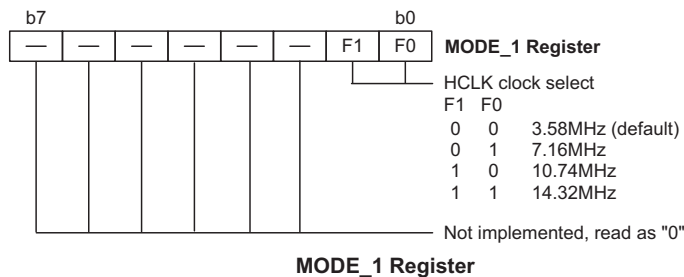 b7 b0
— — — — — — F1 F0 MODE_1 Register
HCLK clock select
F1 F0
0 0 3.58MHz (default)
0 1 7.16MHz
1 0 10.74MHz
1 1 14.32MHz
Not implemented, read as "0"
MODE_1 Register